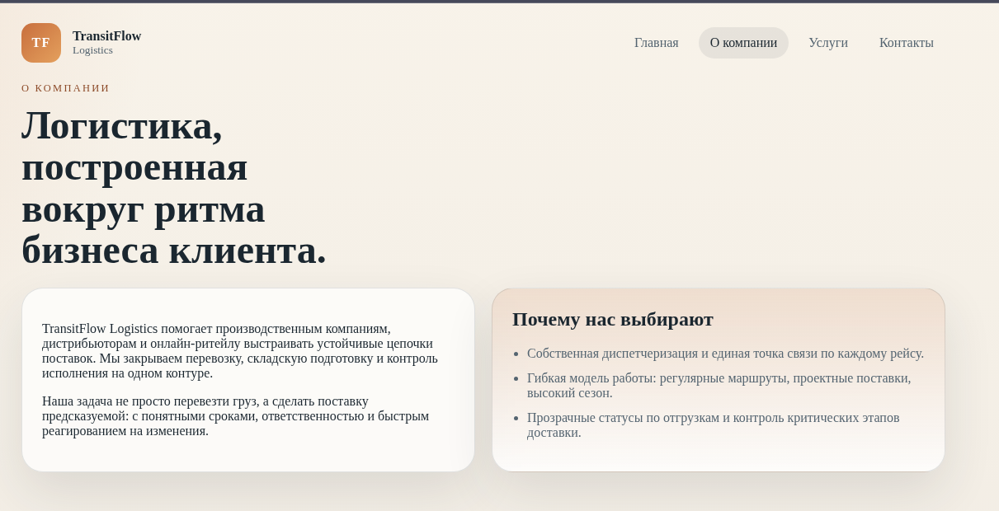 TF
TransitFlow
Logistics
Главная
О компании
Услуги
Контакты
О КОМПАНИИ
Логистика,
построенная
вокруг ритма
бизнеса клиента.
TransitFlow Logistics помогает производственным компаниям,
дистрибьюторам и онлайн-ритейлу выстраивать устойчивые цепочки
поставок. Мы закрываем перевозку, складскую подготовку и контроль
исполнения на одном контуре.
Наша задача не просто перевезти груз, а сделать поставку
предсказуемой: с понятными сроками, ответственностью и быстрым
реагированием на изменения.
Почему нас выбирают
Собственная диспетчеризация и единая точка связи по каждому рейсу.
Гибкая модель работы: регулярные маршруты, проектные поставки,
высокий сезон.
Прозрачные статусы по отгрузкам и контроль критических этапов
доставки.